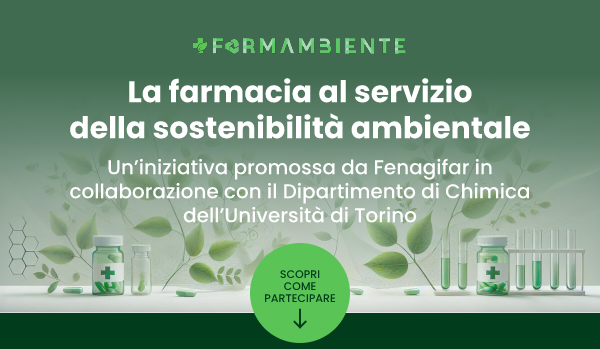 FORMAMBIENTE
La farmacia al servizio
della sostenibilità ambientale
Un'iniziativa promossa da Fenagifar in
collaborazione con il Dipartimento di Chimica
dell'Università di Torino
SCOPRI
COME
PARTECIPARE